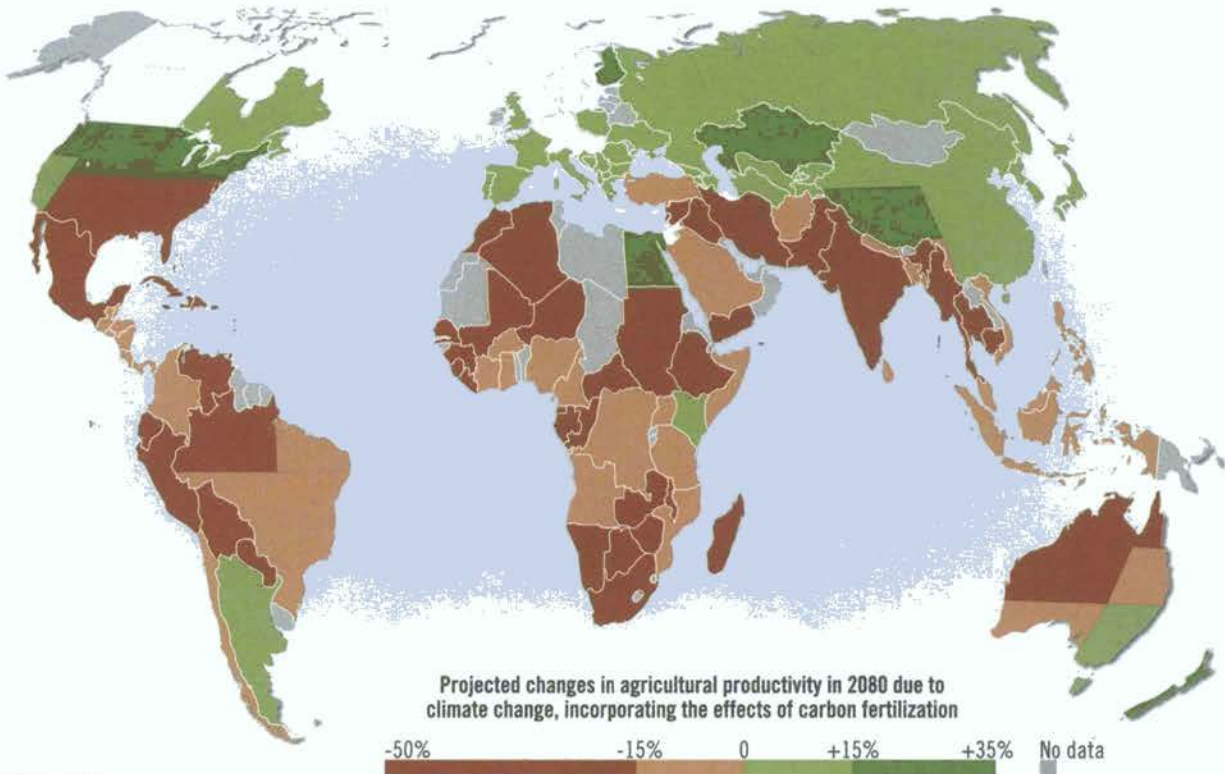 Projected changes in agricultural productivity in 2080 due to
climate change, incorporating the effects of carbon fertilization
-50% -15% 0 +15% +35% No data